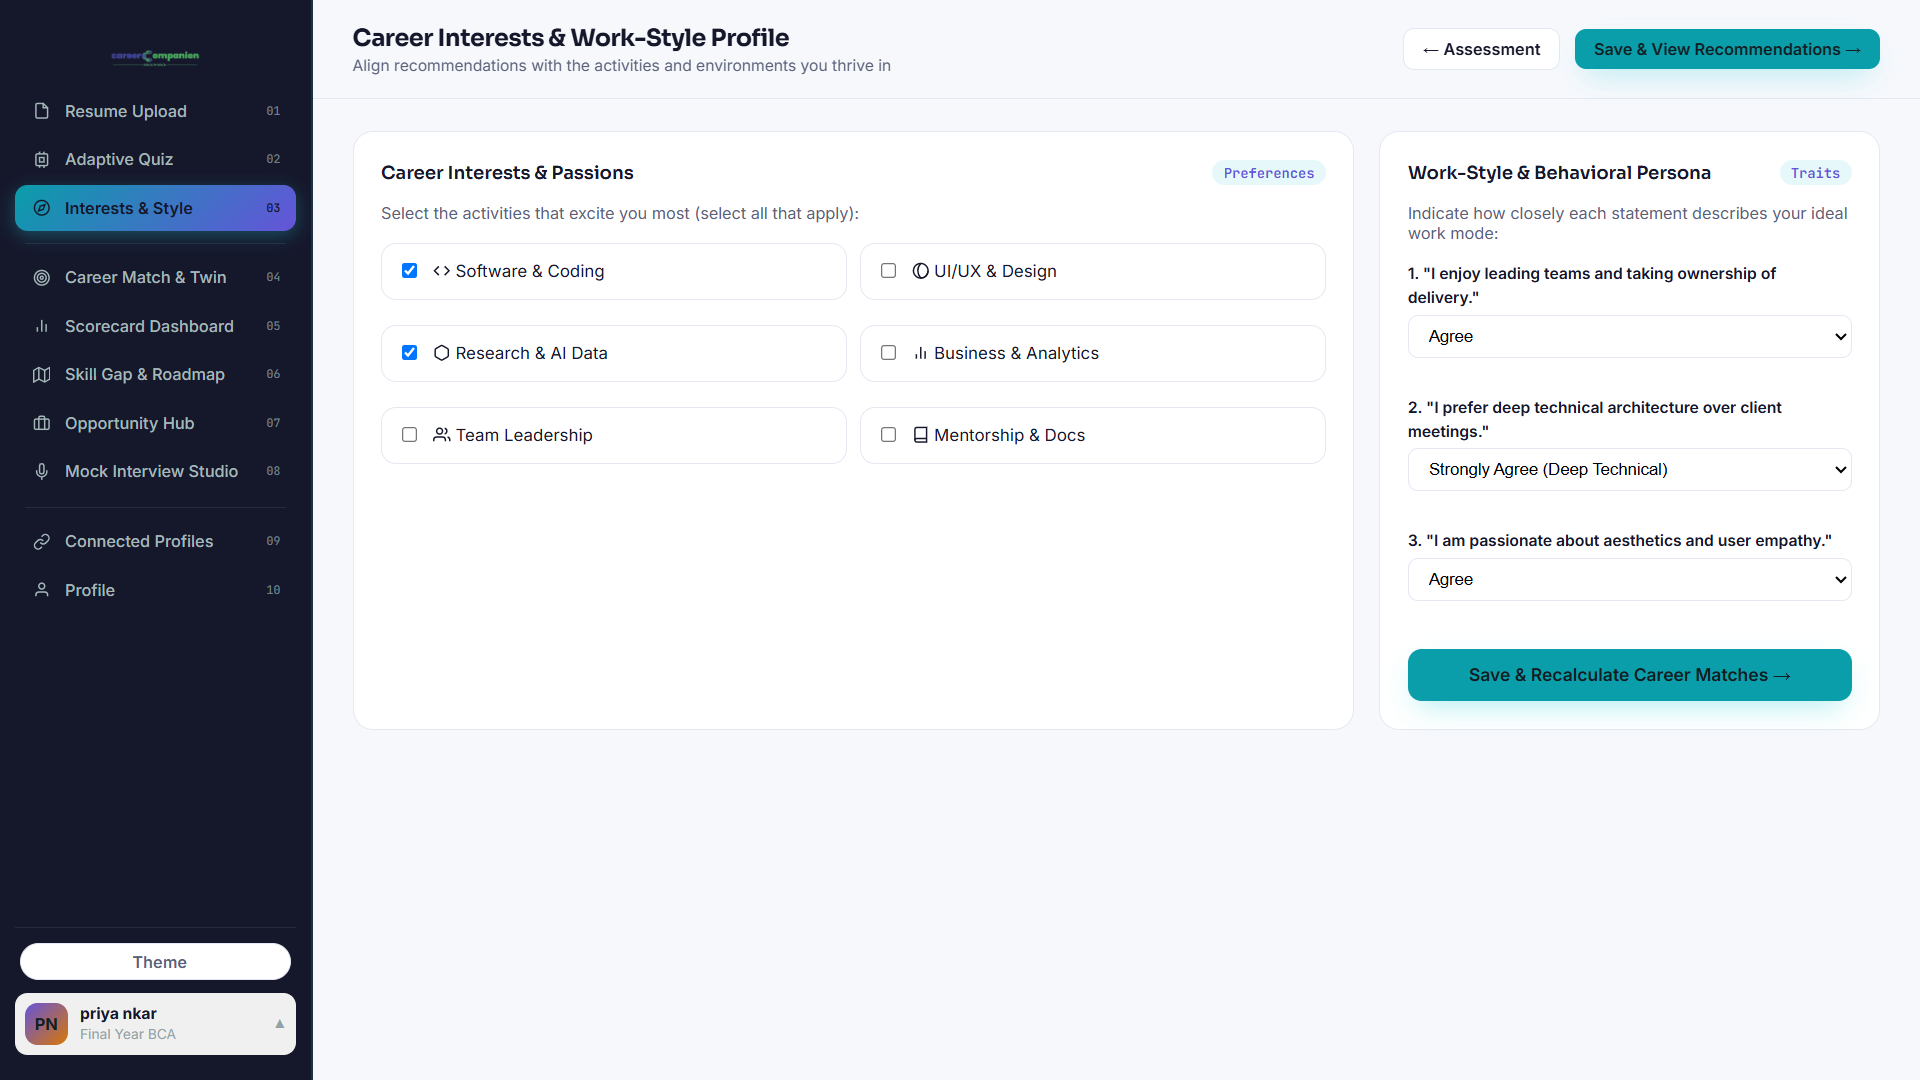 careerCompanion
Resume Upload 01
Adaptive Quiz 02
Interests & Style 03
Career Match & Twin 04
Scorecard Dashboard 05
Skill Gap & Roadmap 06
Opportunity Hub 07
Mock Interview Studio 08
Connected Profiles 09
Profile 10
Theme
PN
priya nkar
Final Year BCA
Career Interests & Work-Style Profile
Align recommendations with the activities and environments you thrive in
← Assessment
Save & View Recommendations →
Career Interests & Passions
Preferences
Select the activities that excite you most (select all that apply):
Software & Coding
UI/UX & Design
Research & AI Data
Business & Analytics
Team Leadership
Mentorship & Docs
Work-Style & Behavioral Persona
Traits
Indicate how closely each statement describes your ideal
work mode:
1. "I enjoy leading teams and taking ownership of
delivery."
Agree
2. "I prefer deep technical architecture over client
meetings."
Strongly Agree (Deep Technical)
3. "I am passionate about aesthetics and user empathy."
Agree
Save & Recalculate Career Matches →